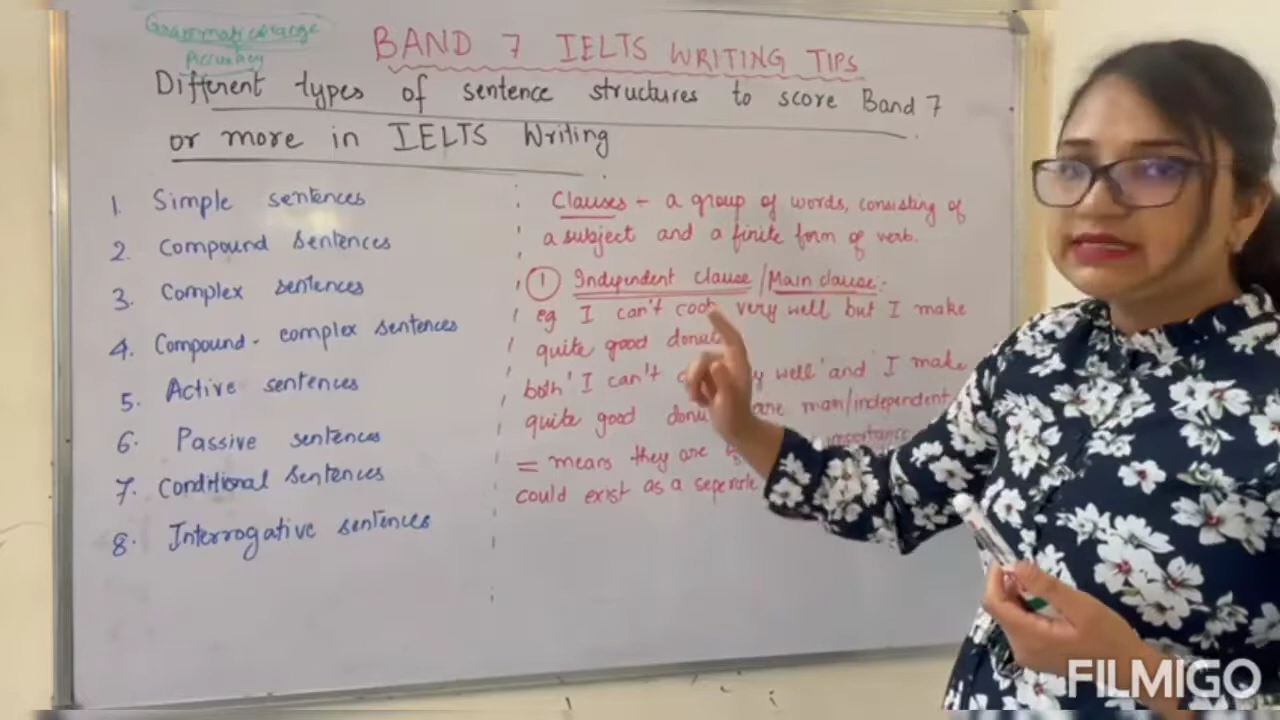 Grammatical range
Accuracy
BAND 7 IELTS WRITING TIPS
Different types of sentence structures to score Band 7
or more in IELTS Writing
1. Simple sentences
2. Compound sentences
3. Complex sentences
4. Compound-complex sentences
5. Active sentences
6. Passive sentences
7. Conditional sentences
8. Interrogative sentences
Clauses - a group of words, consisting of
a subject and a finite form of verb.
1 Independent clause / Main clause:-
eg I can't cook very well but I make
quite good donu
both 'I can't well' and 'I make
quite good donu are main/independent
= means they are importance
could exist as a seperate
FILMIGO